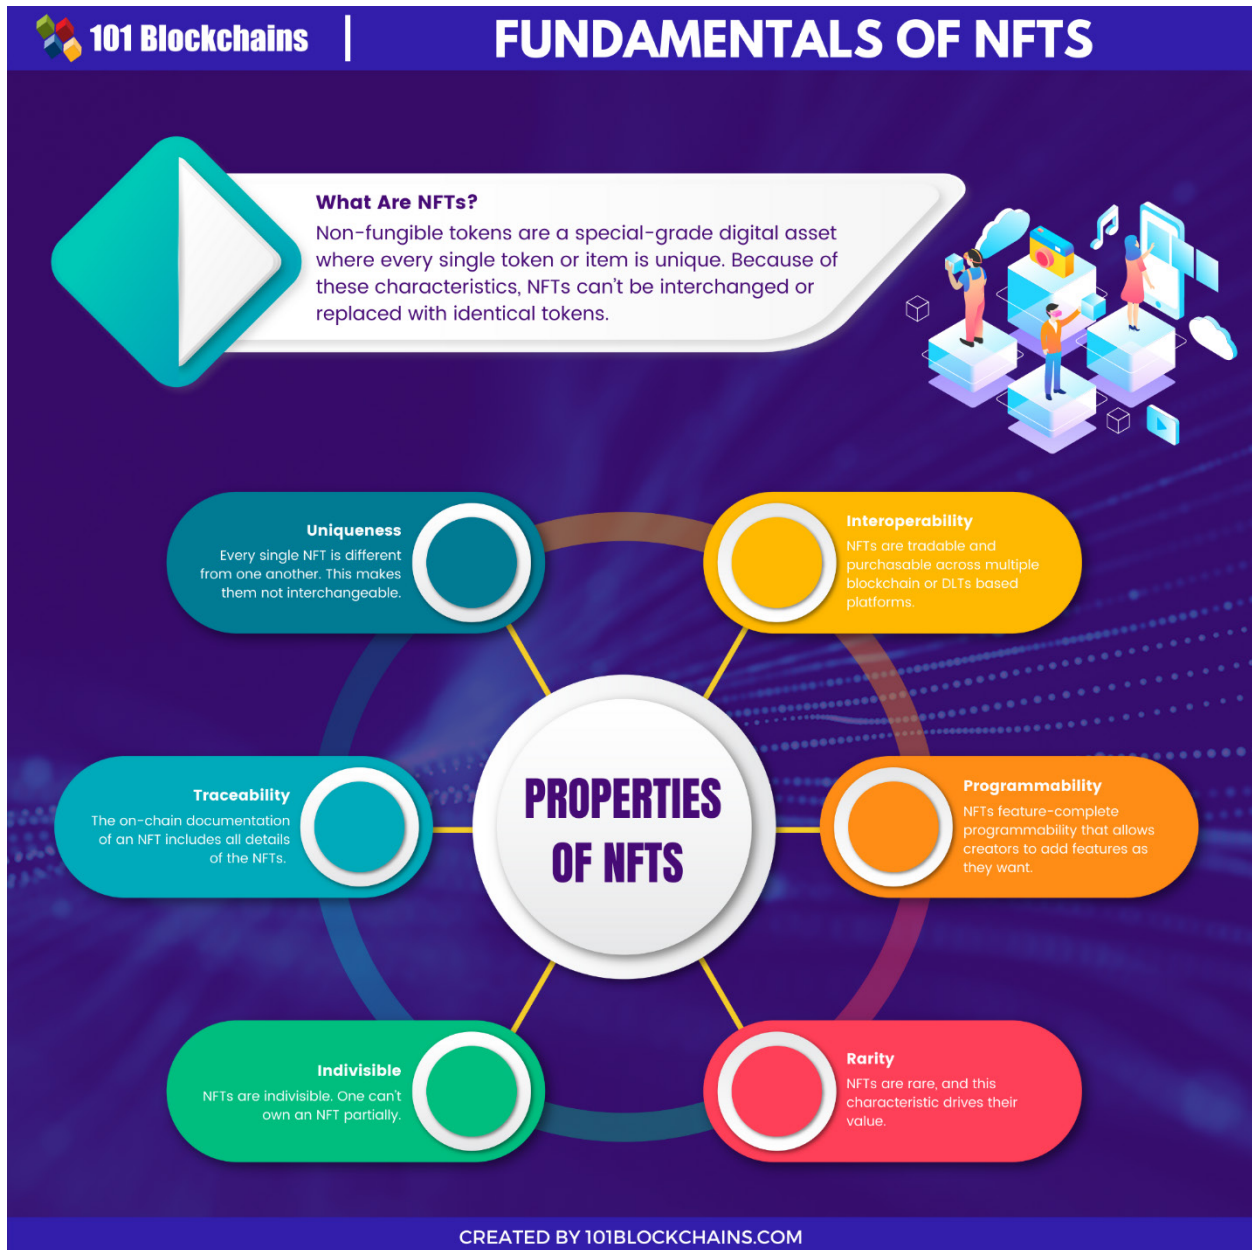 101 Blockchains
FUNDAMENTALS OF NFTS
What Are NFTs?
Non-fungible tokens are a special-grade digital asset
where every single token or item is unique. Because of
these characteristics, NFTs can't be interchanged or
replaced with identical tokens.
Uniqueness
Every single NFT is different
from one another. This makes
them not interchangeable.
Interoperability
NFTs are tradable and
purchasable across multiple
blockchain or DLTs based
platforms.
Traceability
The on-chain documentation
of an NFT includes all details
of the NFTs.
PROPERTIES
OF NFTS
Programmability
NFTs feature-complete
programmability that allows
creators to add features as
they want.
Indivisible
NFTs are indivisible. One can't
own an NFT partially.
Rarity
NFTs are rare, and this
characteristic drives their
value.
CREATED BY 101BLOCKCHAINS.COM